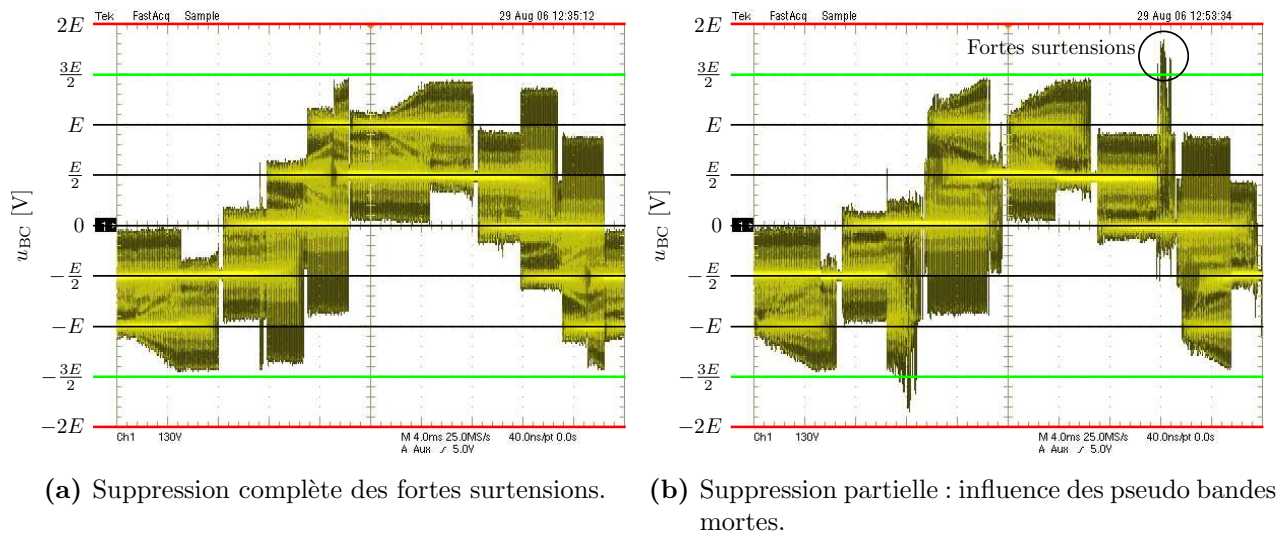 Tek FastAcq Sample 29 Aug 06 12:35:12
2E
3E/2
E
E/2
0
−E/2
−E
−3E/2
−2E
u_BC [V]
1
Ch1 130V
M 4.0ms 25.0MS/s 40.0ns/pt 0.0s
A Aux ∫ 5.0V
(a) Suppression complète des fortes surtensions.
Tek FastAcq Sample 29 Aug 06 12:53:34
Fortes surtensions
2E
3E/2
E
E/2
0
−E/2
−E
−3E/2
−2E
u_BC [V]
1
Ch1 130V
M 4.0ms 25.0MS/s 40.0ns/pt 0.0s
A Aux ∫ 5.0V
(b) Suppression partielle : influence des pseudo bandes
mortes.